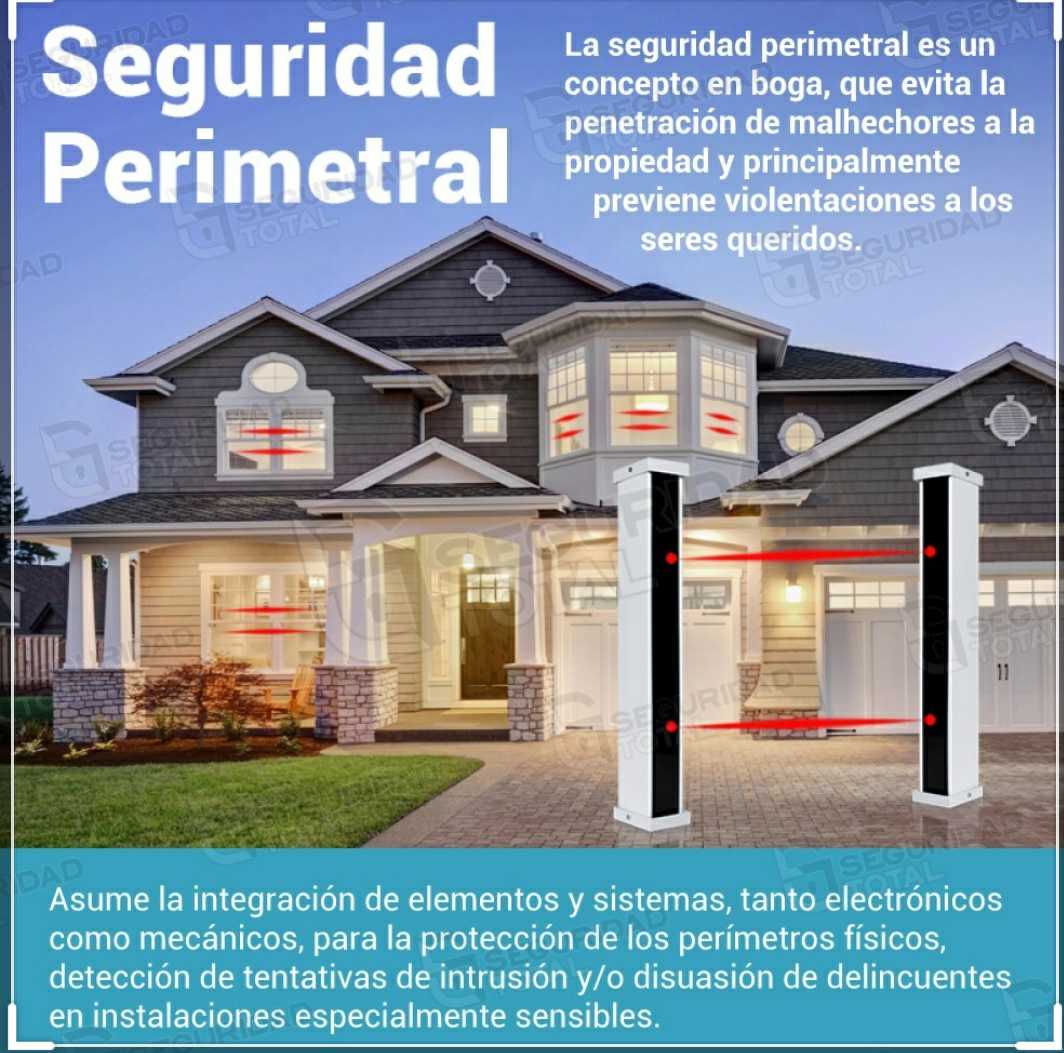 Seguridad
Perimetral
La seguridad perimetral es un
concepto en boga, que evita la
penetración de malhechores a la
propiedad y principalmente
previene violentaciones a los
seres queridos.
SEGURIDAD
TOTAL
Asume la integración de elementos y sistemas, tanto electrónicos
como mecánicos, para la protección de los perímetros físicos,
detección de tentativas de intrusión y/o disuasión de delincuentes
en instalaciones especialmente sensibles.